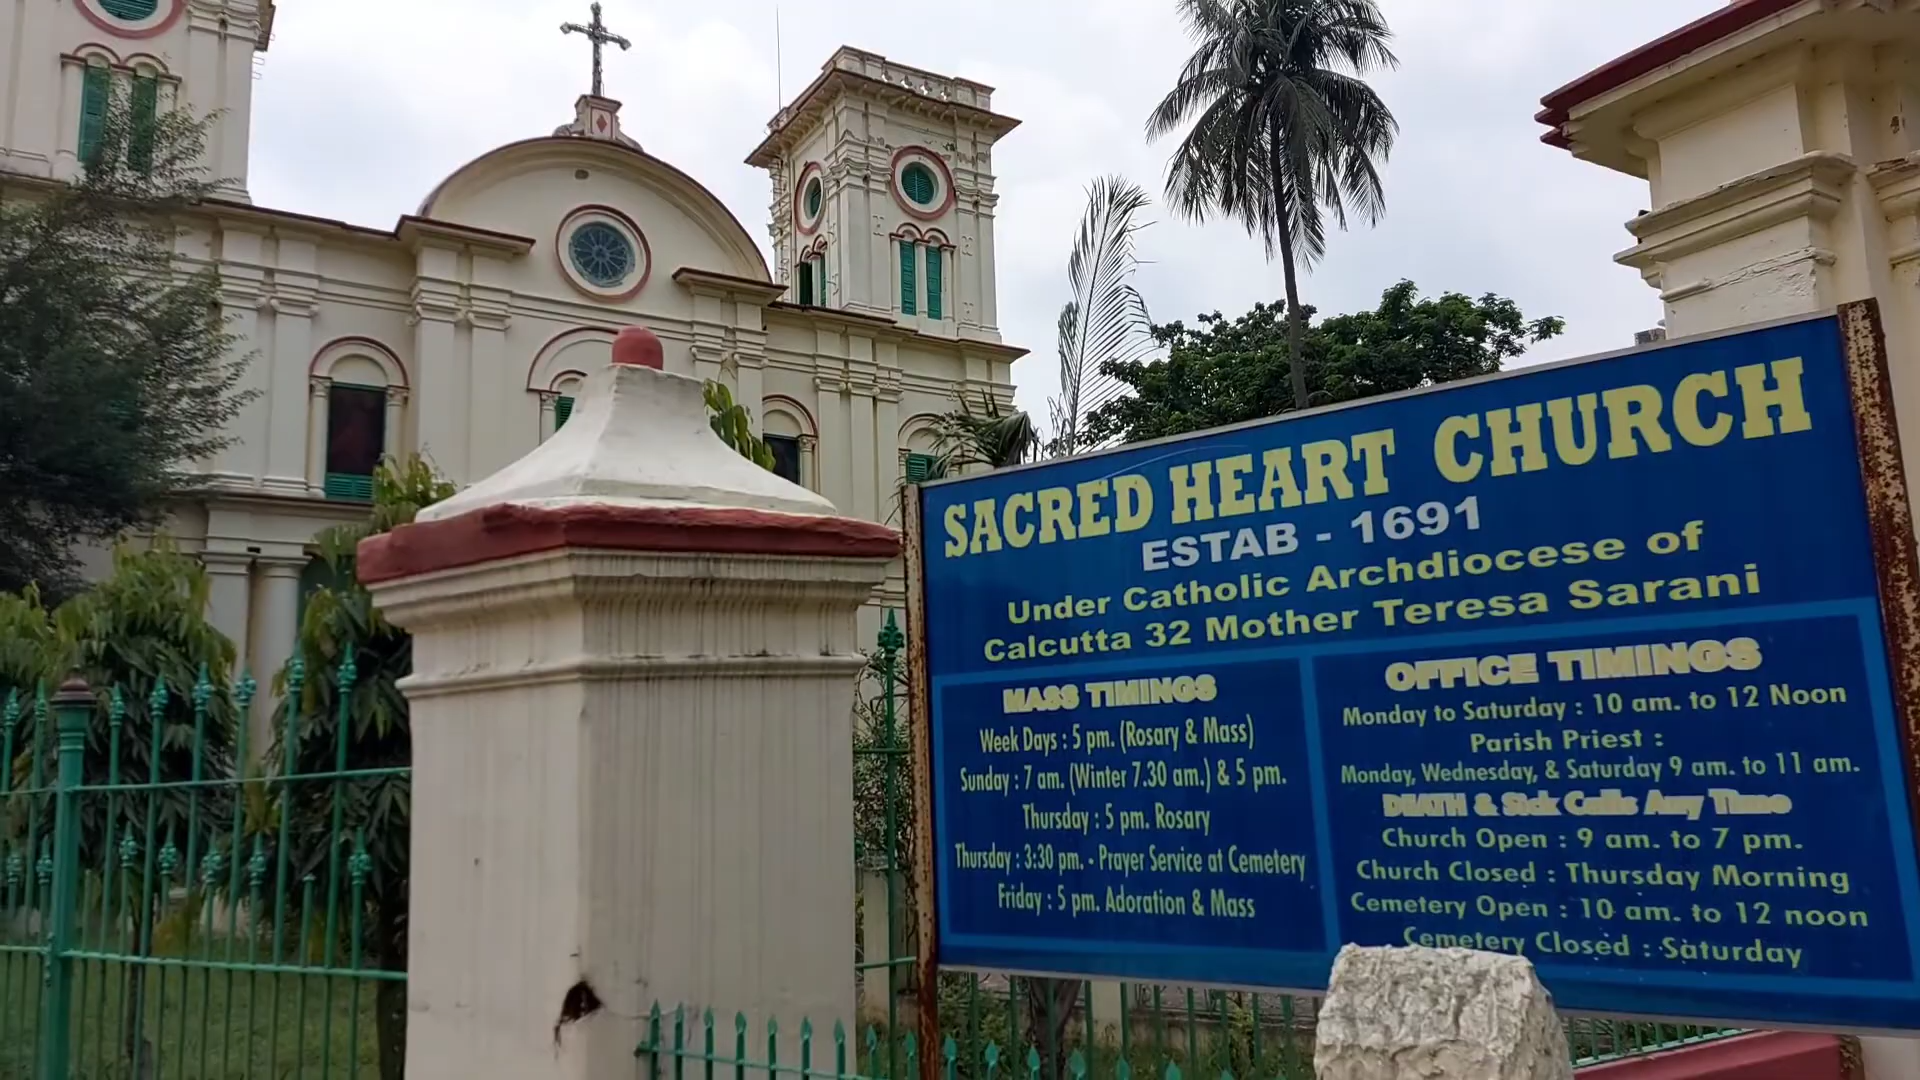 SACRED HEART CHURCH
ESTAB - 1691
Under Catholic Archdiocese of
Calcutta 32 Mother Teresa Sarani
MASS TIMINGS
Week Days : 5 pm. (Rosary & Mass)
Sunday : 7 am. (Winter 7.30 am.) & 5 pm.
Thursday : 5 pm. Rosary
Thursday : 3:30 pm. - Prayer Service at Cemetery
Friday : 5 pm. Adoration & Mass
OFFICE TIMINGS
Monday to Saturday : 10 am. to 12 Noon
Parish Priest :
Monday, Wednesday, & Saturday 9 am. to 11 am.
DEATH & Sick Calls Any Time
Church Open : 9 am. to 7 pm.
Church Closed : Thursday Morning
Cemetery Open : 10 am. to 12 noon
Cemetery Closed : Saturday